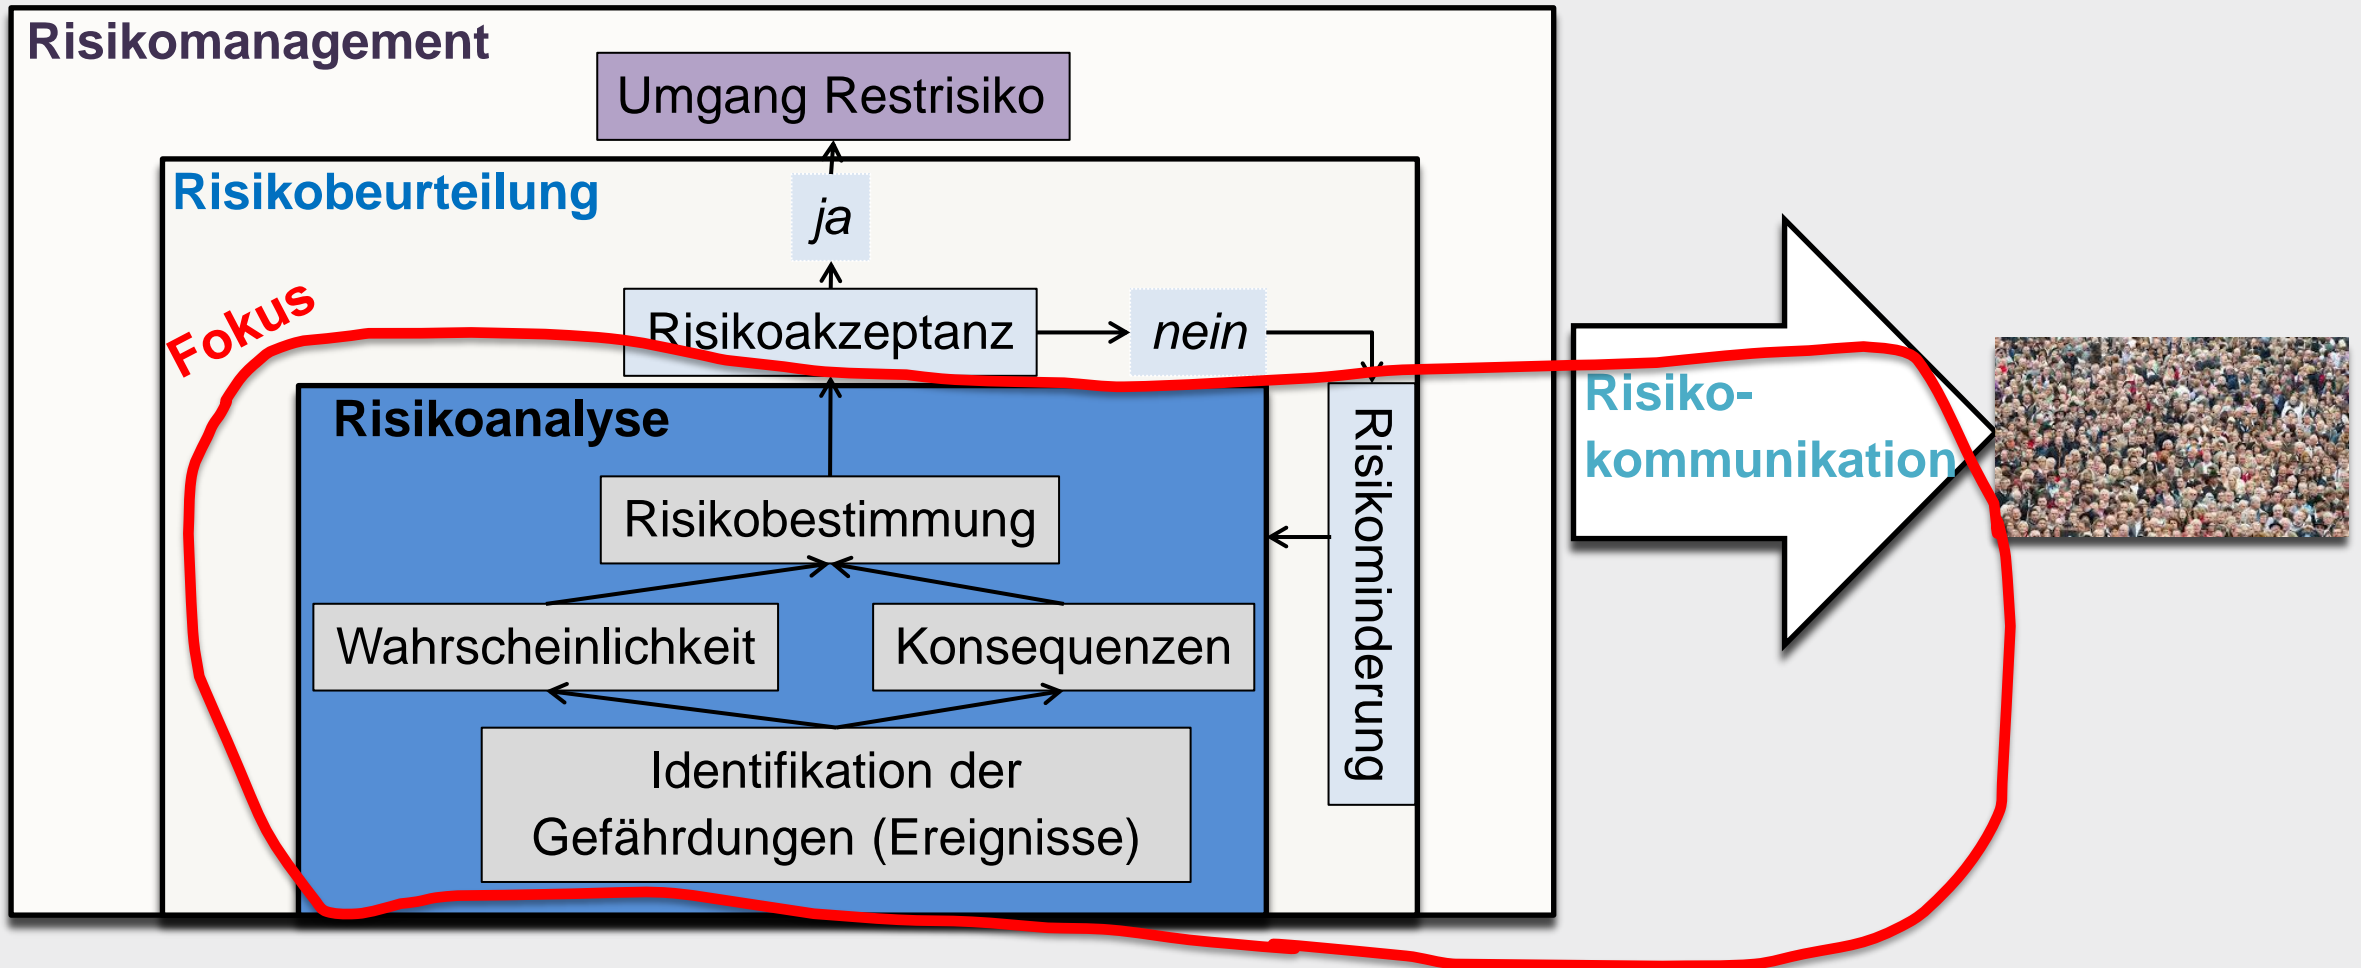 Risikomanagement
Umgang Restrisiko
Risikobeurteilung
ja
Fokus
Risikoakzeptanz
nein
Risikoanalyse
Risikobestimmung
Wahrscheinlichkeit
Konsequenzen
Identifikation der
Gefährdungen (Ereignisse)
Risikominderung
Risiko-
kommunikation